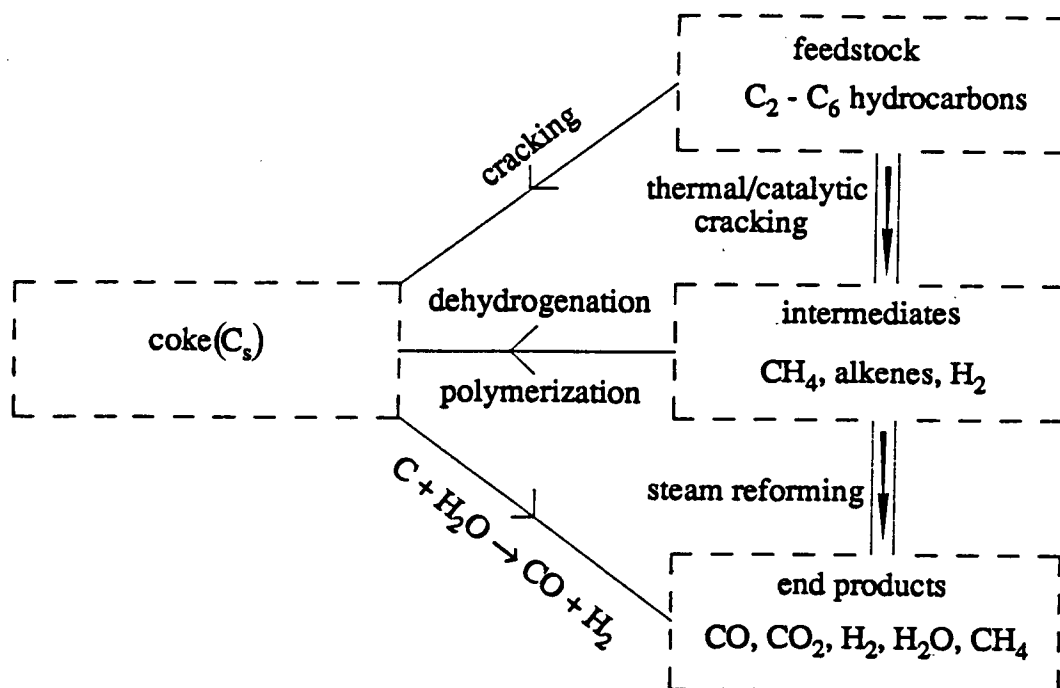 feedstock
C₂ - C₆ hydrocarbons
cracking
thermal/catalytic
cracking
dehydrogenation
polymerization
coke(Cₛ)
intermediates
CH₄, alkenes, H₂
C + H₂O → CO + H₂
steam reforming
end products
CO, CO₂, H₂, H₂O, CH₄